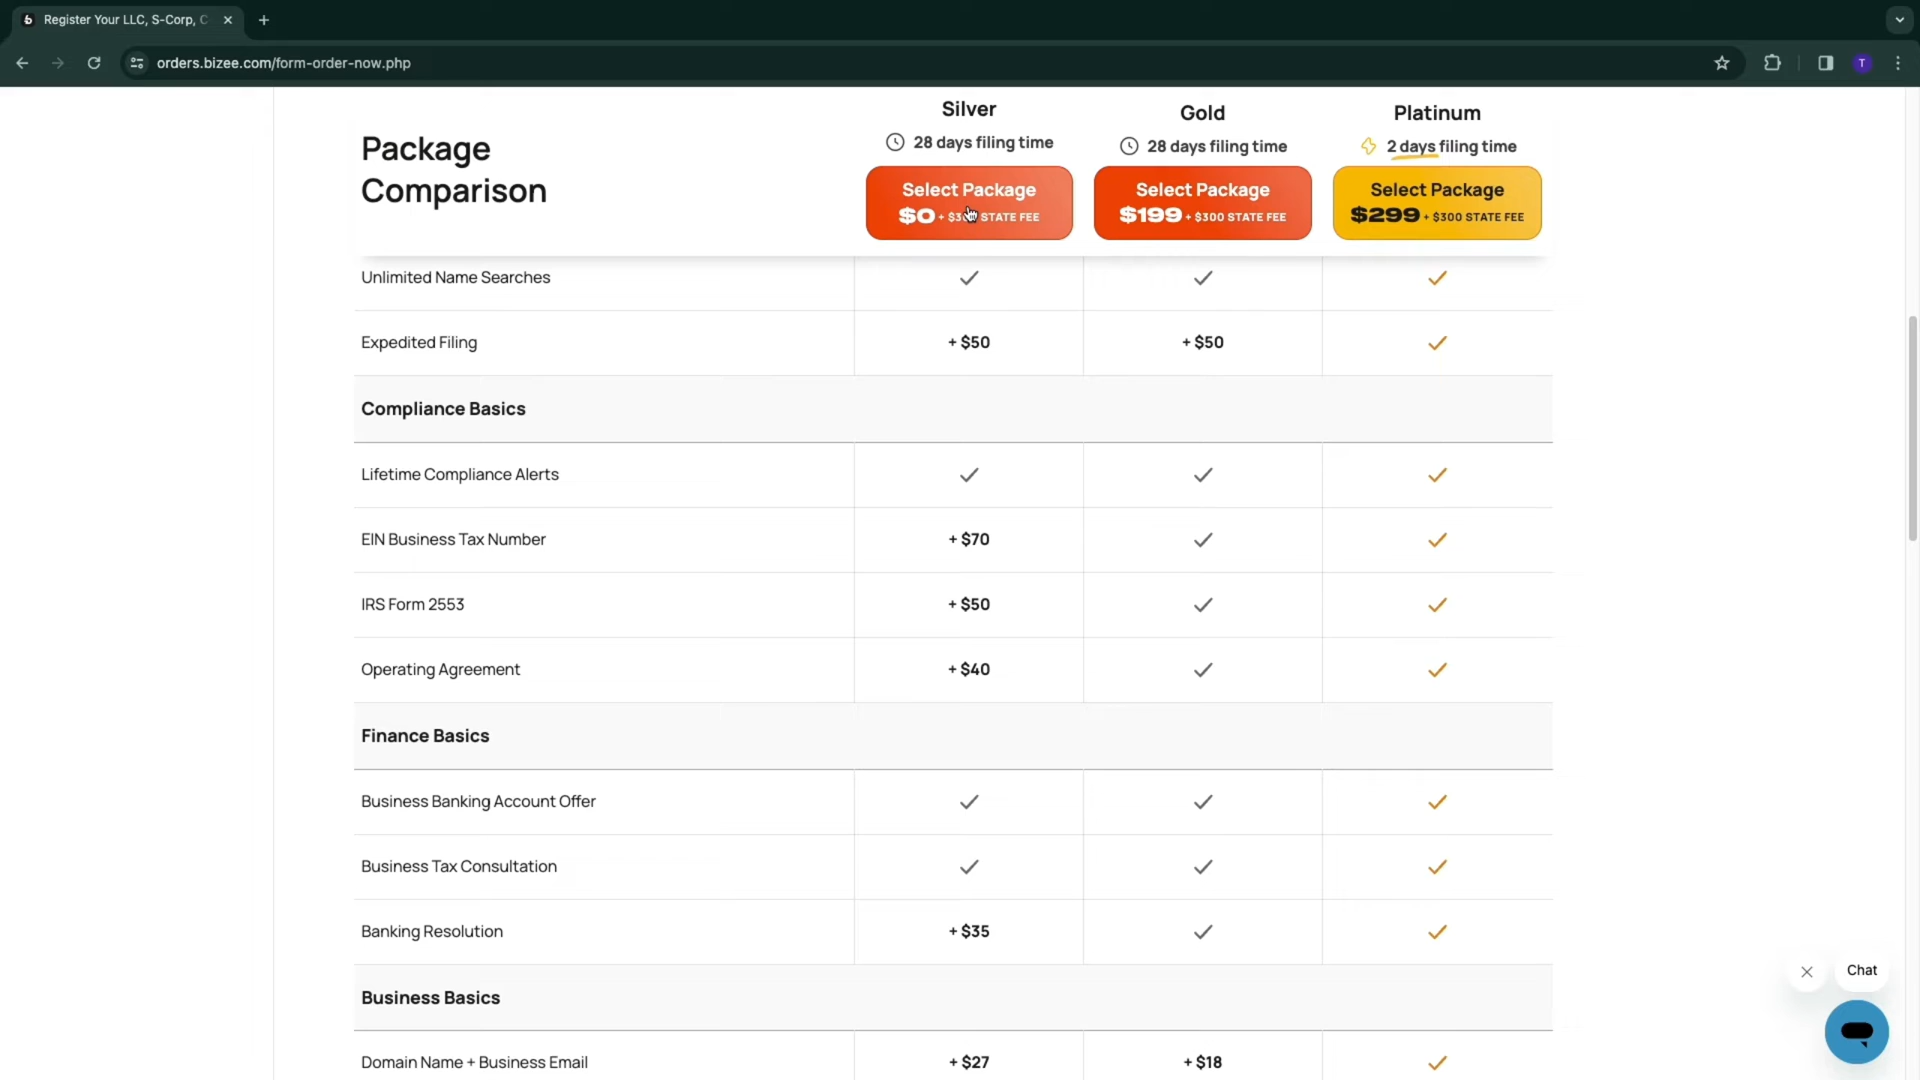 Register Your LLC, S-Corp, C
orders.bizee.com/form-order-now.php
T
Package
Comparison
Silver
28 days filing time
Select Package
$0 + $300 STATE FEE
Gold
28 days filing time
Select Package
$199 + $300 STATE FEE
Platinum
2 days filing time
Select Package
$299 + $300 STATE FEE
Unlimited Name Searches
Expedited Filing + $50 + $50
Compliance Basics
Lifetime Compliance Alerts
EIN Business Tax Number + $70
IRS Form 2553 + $50
Operating Agreement + $40
Finance Basics
Business Banking Account Offer
Business Tax Consultation
Banking Resolution + $35
Chat
Business Basics
Domain Name + Business Email + $27 + $18